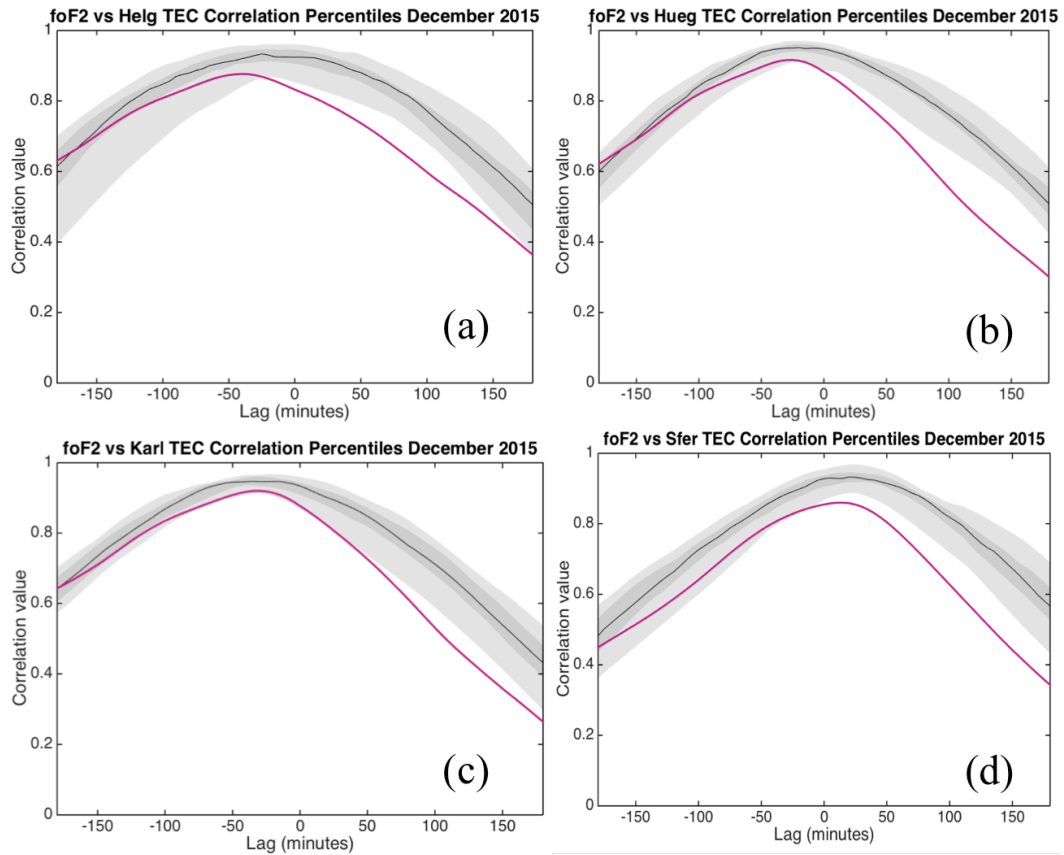 foF2 vs Helg TEC Correlation Percentiles December 2015
1
0.8
0.6
0.4
0.2
0
Correlation value
-150 -100 -50 0 50 100 150
Lag (minutes)
(a)
foF2 vs Hueg TEC Correlation Percentiles December 2015
1
0.8
0.6
0.4
0.2
0
Correlation value
-150 -100 -50 0 50 100 150
Lag (minutes)
(b)
foF2 vs Karl TEC Correlation Percentiles December 2015
1
0.8
0.6
0.4
0.2
0
Correlation value
-150 -100 -50 0 50 100 150
Lag (minutes)
(c)
foF2 vs Sfer TEC Correlation Percentiles December 2015
1
0.8
0.6
0.4
0.2
0
Correlation value
-150 -100 -50 0 50 100 150
Lag (minutes)
(d)